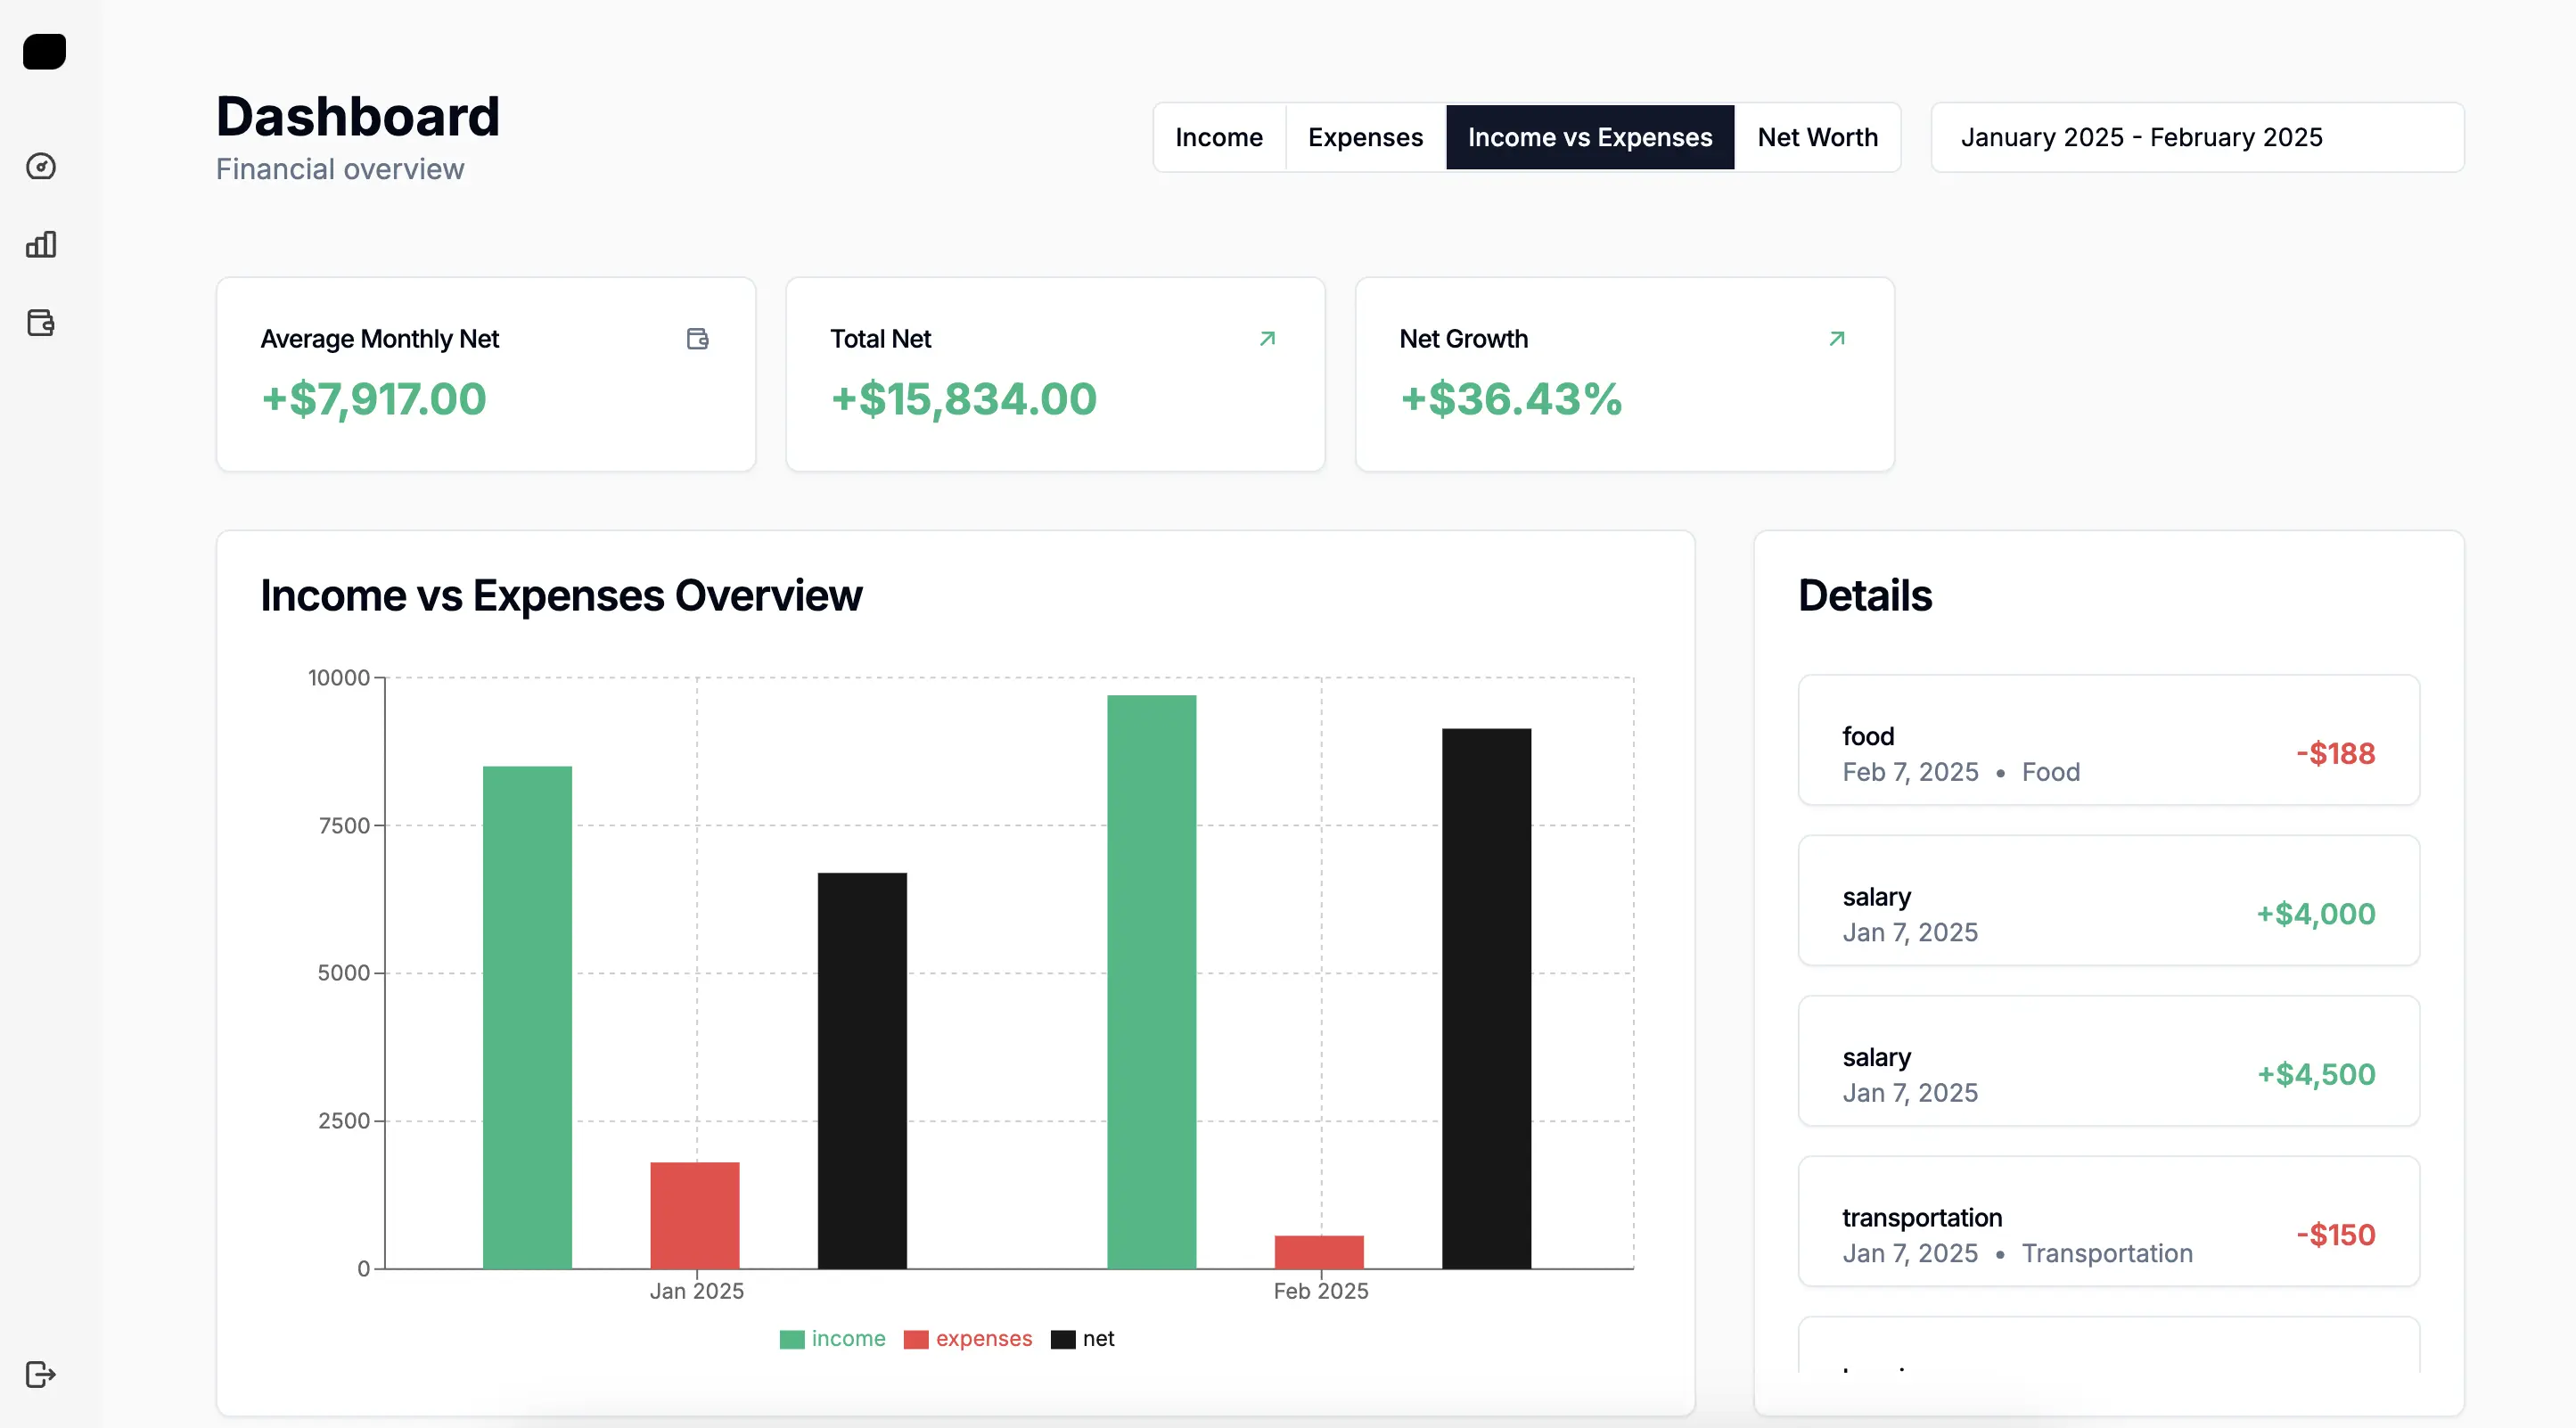 Dashboard
Financial overview
Income Expenses Income vs Expenses Net Worth
January 2025 - February 2025
Average Monthly Net
+$7,917.00
Total Net
+$15,834.00
Net Growth
+$36.43%
Income vs Expenses Overview
10000
7500
5000
2500
0
Jan 2025 Feb 2025
income expenses net
Details
food
Feb 7, 2025 • Food
-$188
salary
Jan 7, 2025
+$4,000
salary
Jan 7, 2025
+$4,500
transportation
Jan 7, 2025 • Transportation
-$150